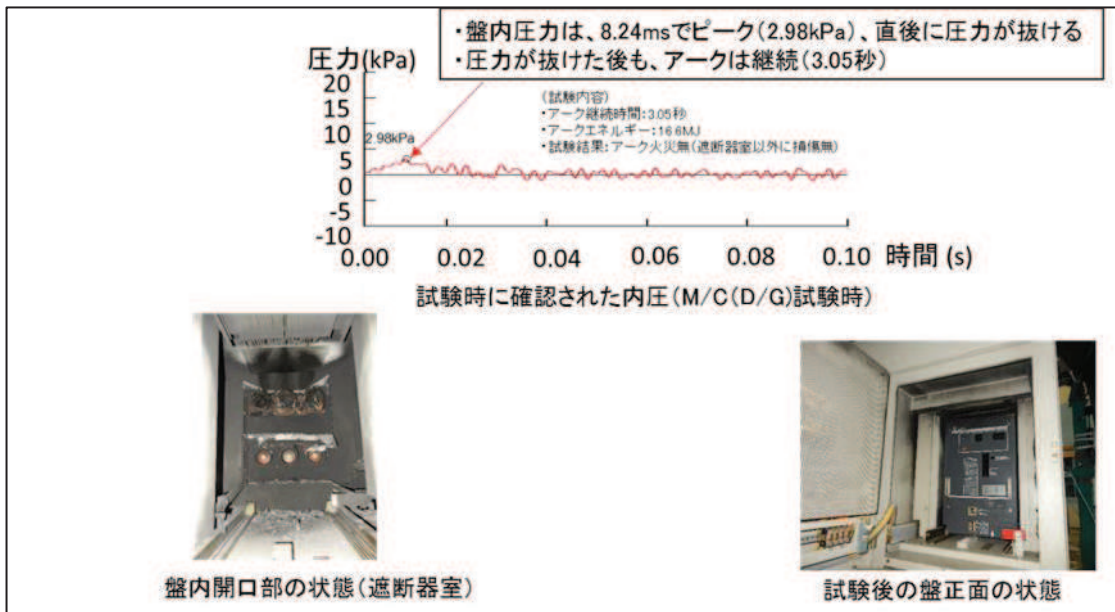 ・盤内圧力は、8.24msでピーク(2.98kPa)、直後に圧力が抜ける
・圧力が抜けた後も、アークは継続(3.05秒)
圧力(kPa)
20
15
10
5
0
-5
-10
2.98kPa
(試験内容)
・アーク継続時間:3.05秒
・アークエネルギー:16.6MJ
・試験結果:アーク火災無(遮断器室以外に損傷無)
0.00 0.02 0.04 0.06 0.08 0.10 時間 (s)
試験時に確認された内圧(M/C(D/G)試験時)
盤内開口部の状態(遮断器室)
試験後の盤正面の状態